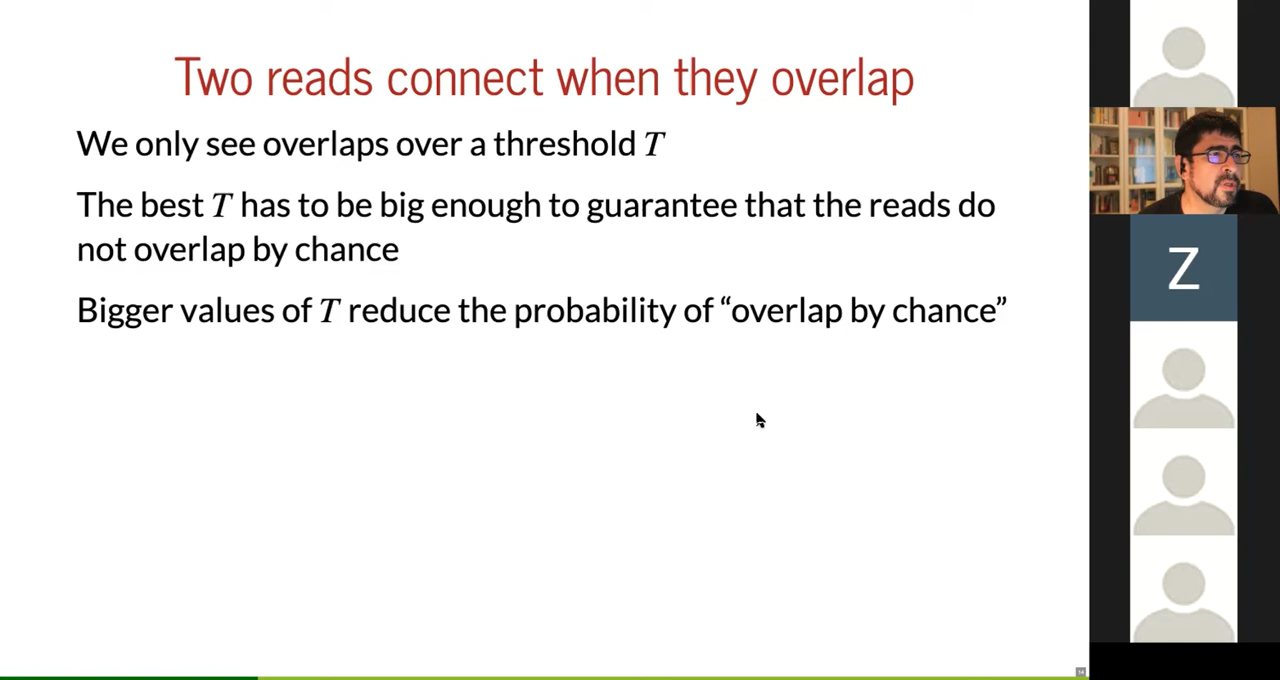 Two reads connect when they overlap
We only see overlaps over a threshold T
The best T has to be big enough to guarantee that the reads do
not overlap by chance
Bigger values of T reduce the probability of “overlap by chance”
Z